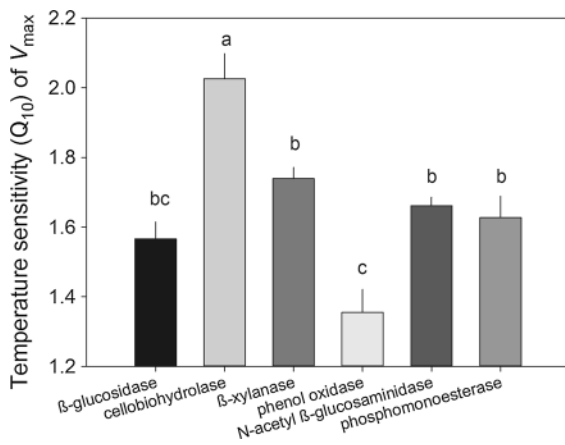 Temperature sensitivity (Q10) of Vmax
2.2
2.0
1.8
1.6
1.4
1.2
bc
a
b
c
b
b
ß-glucosidase
cellobiohydrolase
ß-xylanase
phenol oxidase
N-acetyl ß-glucosaminidase
phosphomonoesterase